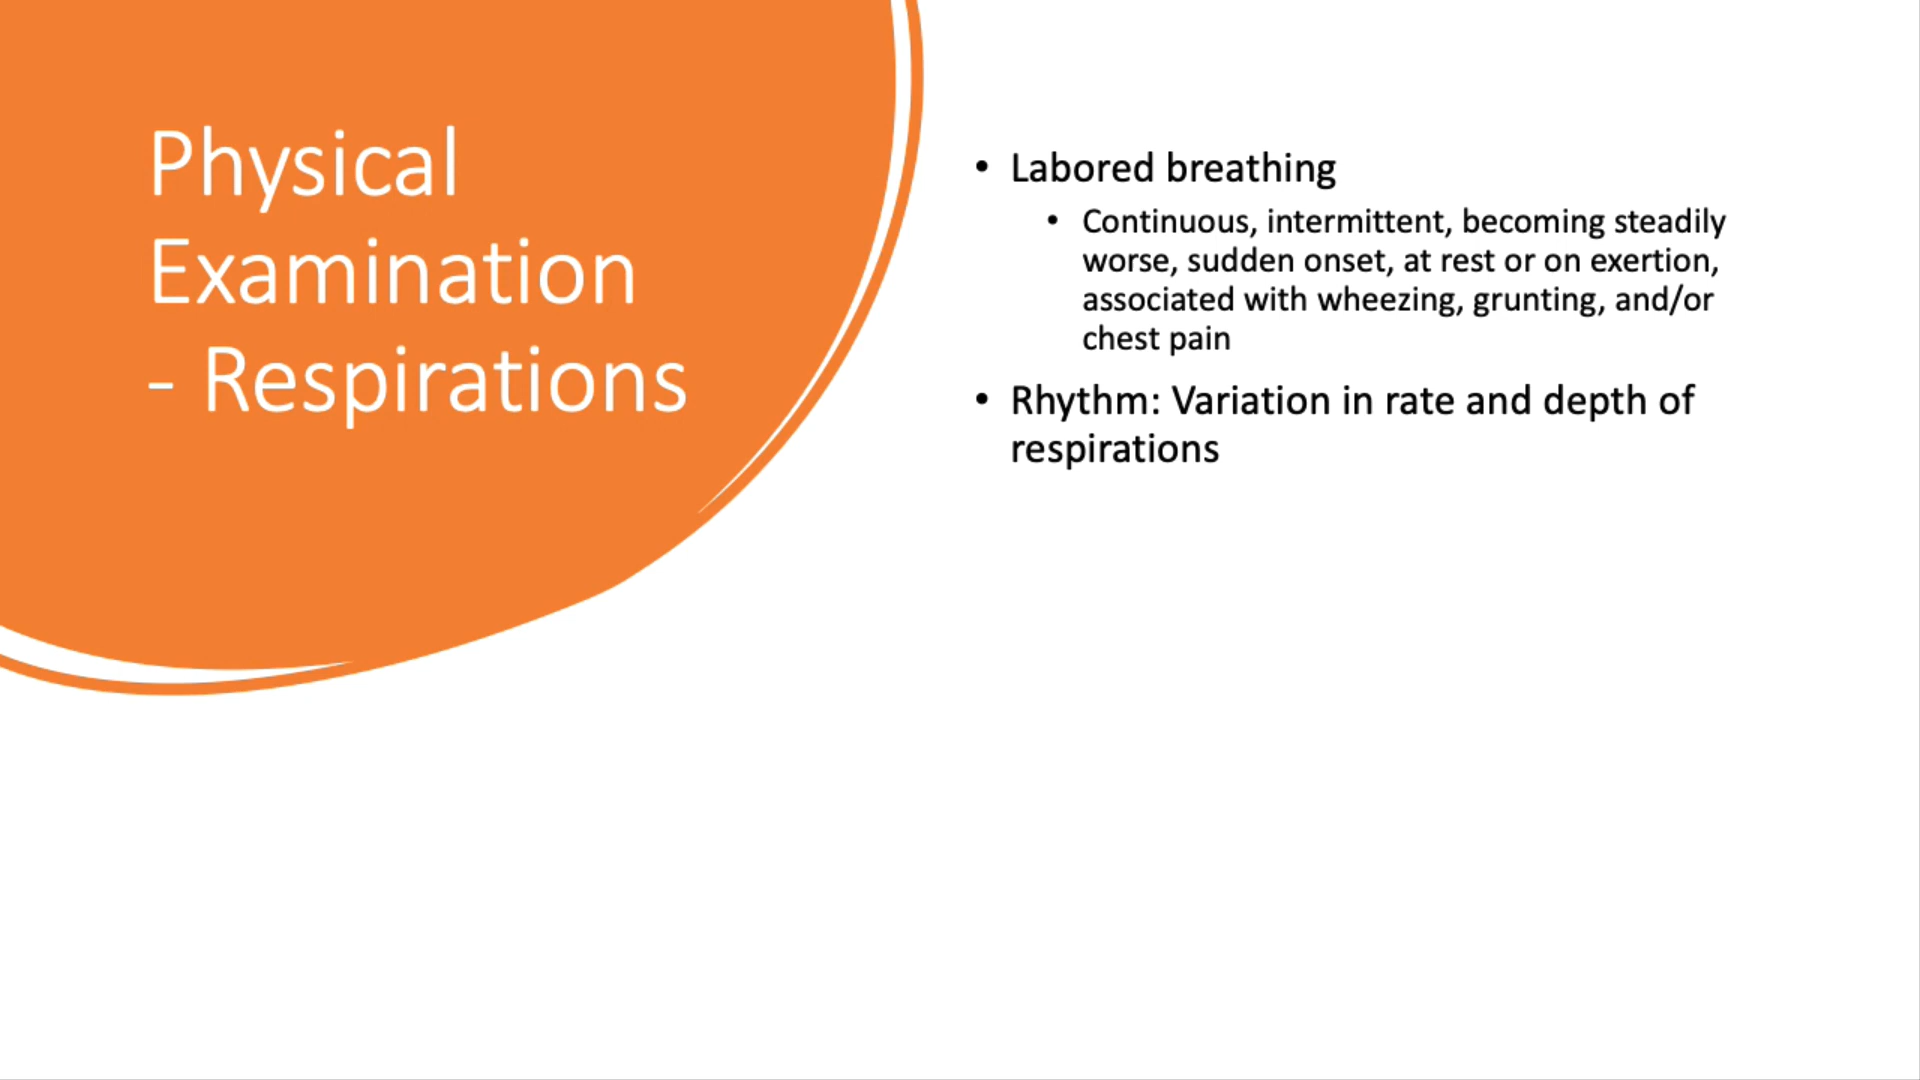 Physical
Examination
- Respirations
• Labored breathing
• Continuous, intermittent, becoming steadily
worse, sudden onset, at rest or on exertion,
associated with wheezing, grunting, and/or
chest pain
• Rhythm: Variation in rate and depth of
respirations